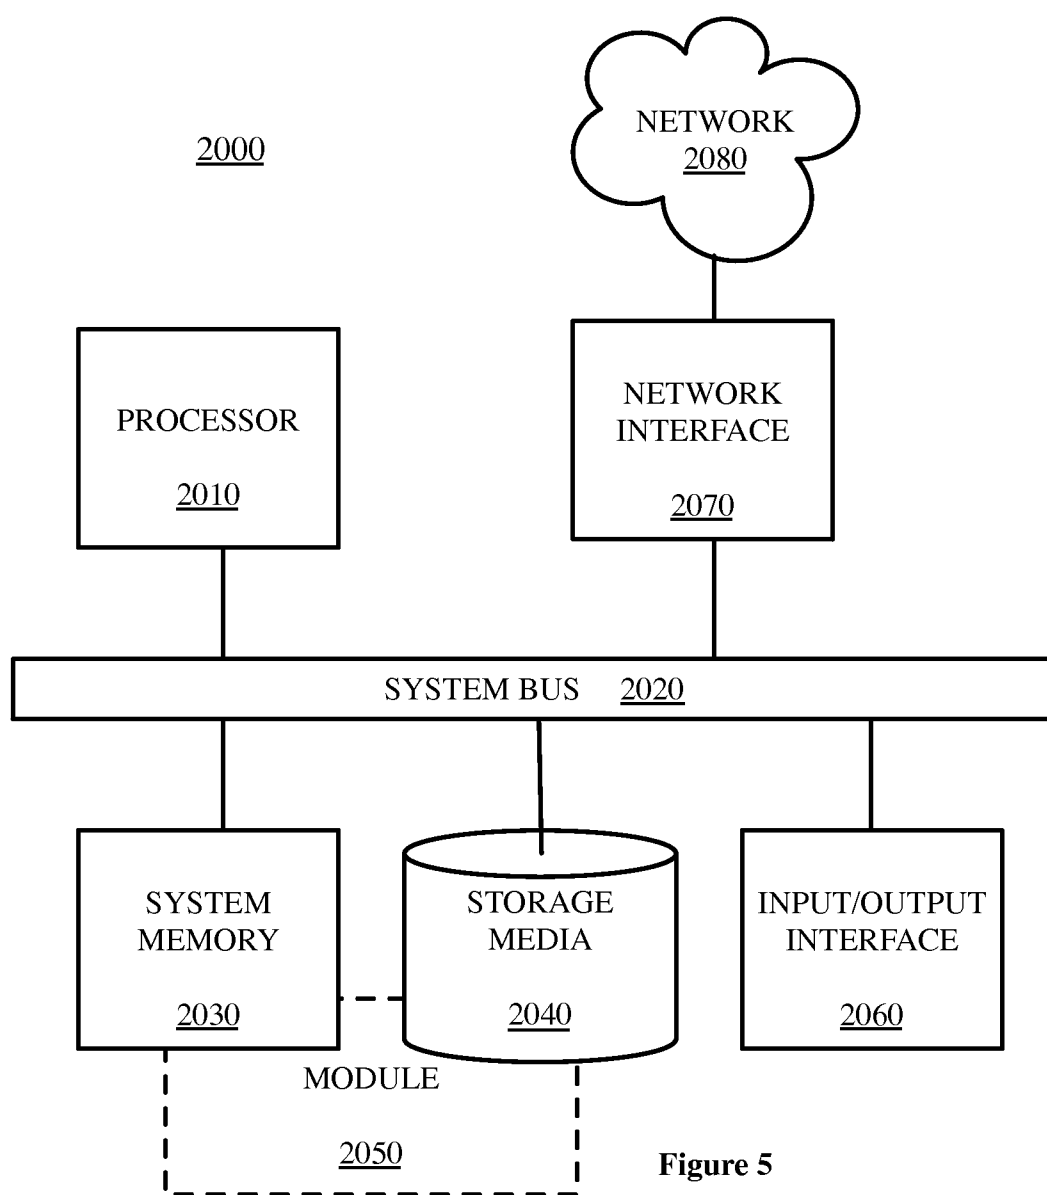 NETWORK
2080
2000
PROCESSOR
2010
NETWORK
INTERFACE
2070
SYSTEM BUS 2020
SYSTEM
MEMORY
2030
STORAGE
MEDIA
2040
INPUT/OUTPUT
INTERFACE
2060
MODULE
2050
Figure 5